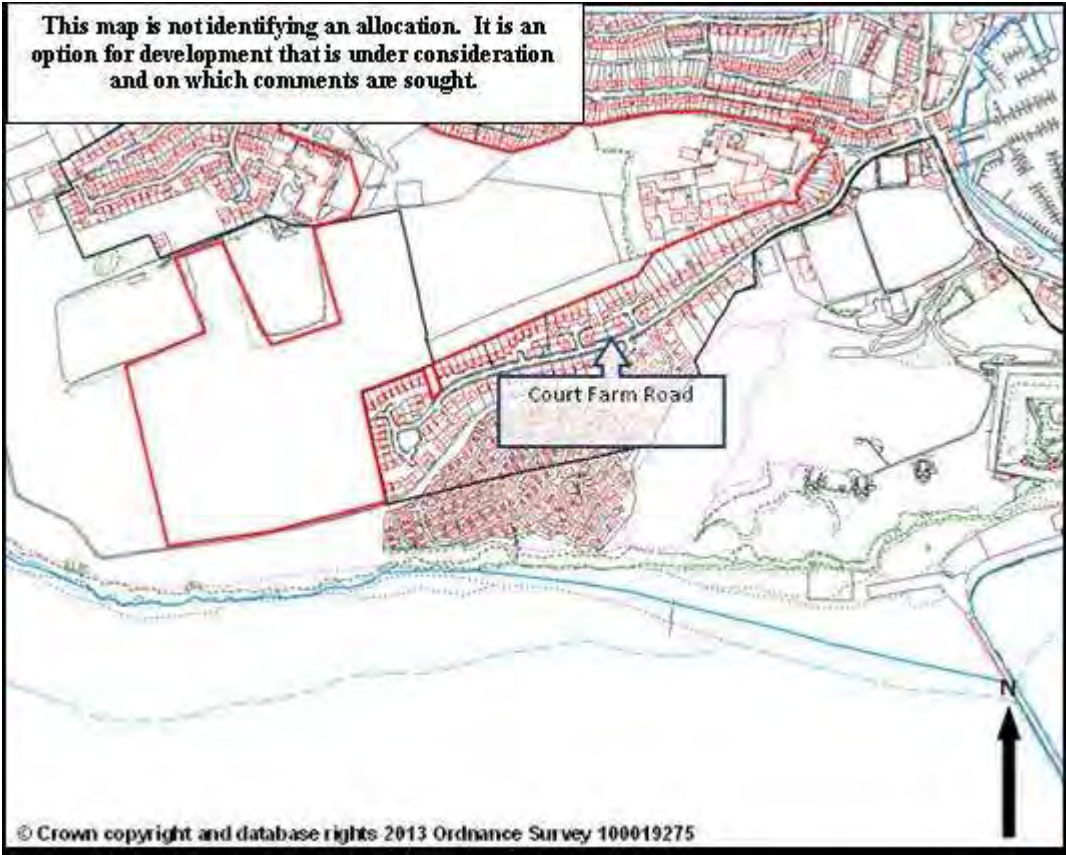 This map is not identifying an allocation. It is an
option for development that is under consideration
and on which comments are sought.
Court Farm Road
N
© Crown copyright and database rights 2013 Ordnance Survey 100019275